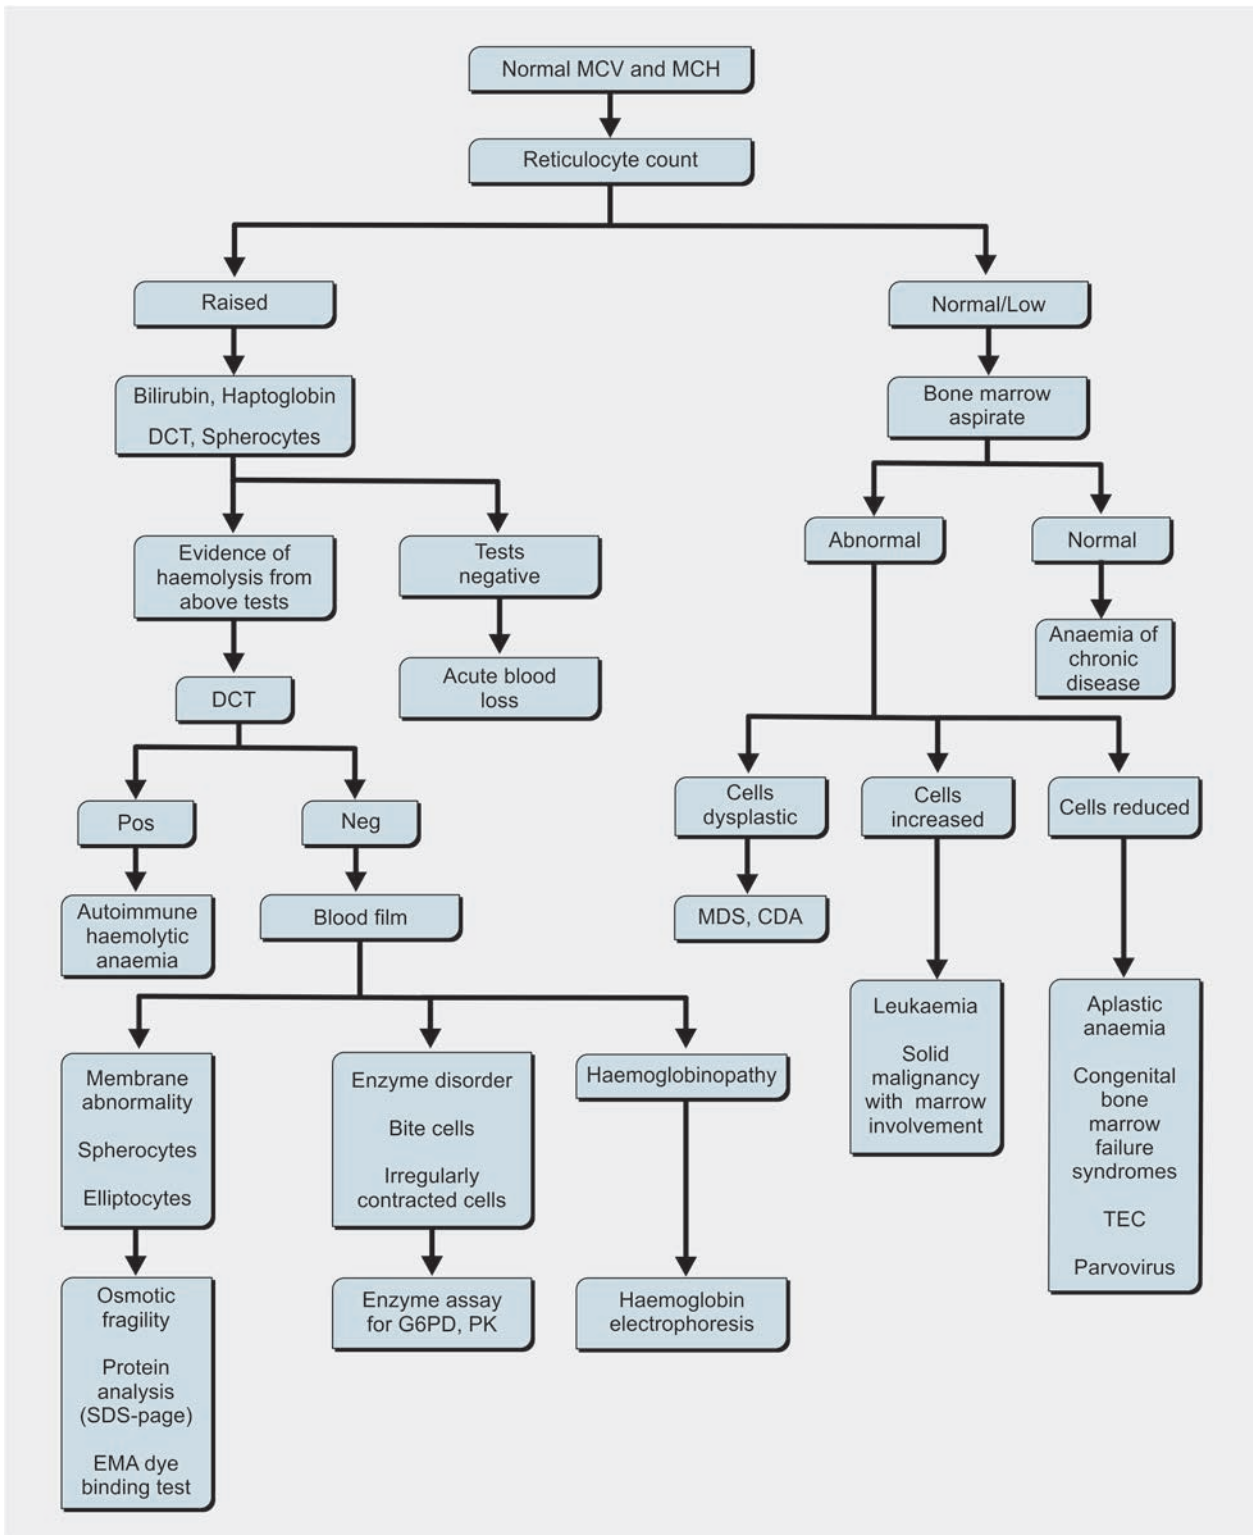 Normal MCV and MCH
Reticulocyte count
Raised
Normal/Low
Bilirubin, Haptoglobin
DCT, Spherocytes
Bone marrow
aspirate
Evidence of
haemolysis from
above tests
Tests
negative
Abnormal
Normal
Acute blood
loss
Anaemia of
chronic
disease
DCT
Pos
Neg
Cells
dysplastic
Cells
increased
Cells reduced
Autoimmune
haemolytic
anaemia
Blood film
MDS, CDA
Leukaemia
Solid
malignancy
with marrow
involvement
Aplastic
anaemia
Congenital
bone
marrow
failure
syndromes
TEC
Parvovirus
Membrane
abnormality
Spherocytes
Elliptocytes
Enzyme disorder
Bite cells
Irregularly
contracted cells
Haemoglobinopathy
Osmotic
fragility
Protein
analysis
(SDS-page)
EMA dye
binding test
Enzyme assay
for G6PD, PK
Haemoglobin
electrophoresis